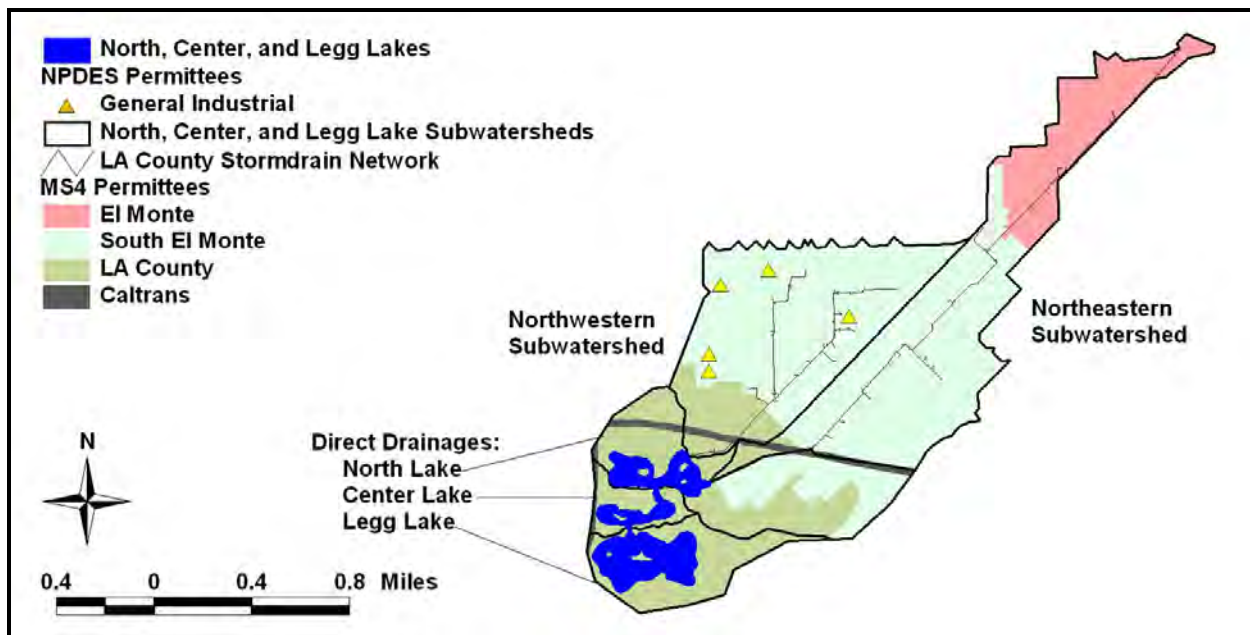 North, Center, and Legg Lakes
NPDES Permittees
General Industrial
North, Center, and Legg Lake Subwatersheds
LA County Stormdrain Network
MS4 Permittees
El Monte
South El Monte
LA County
Caltrans
Northwestern
Subwatershed
Northeastern
Subwatershed
Direct Drainages:
North Lake
Center Lake
Legg Lake
N
0.4 0 0.4 0.8 Miles